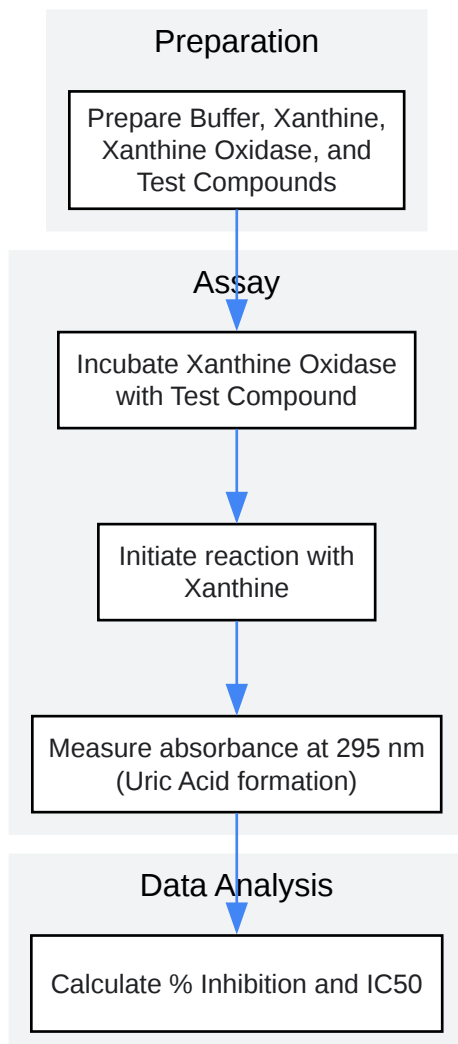 Preparation
Prepare Buffer, Xanthine,
Xanthine Oxidase, and
Test Compounds
Assay
Incubate Xanthine Oxidase
with Test Compound
Initiate reaction with
Xanthine
Measure absorbance at 295 nm
(Uric Acid formation)
Data Analysis
Calculate % Inhibition and IC50